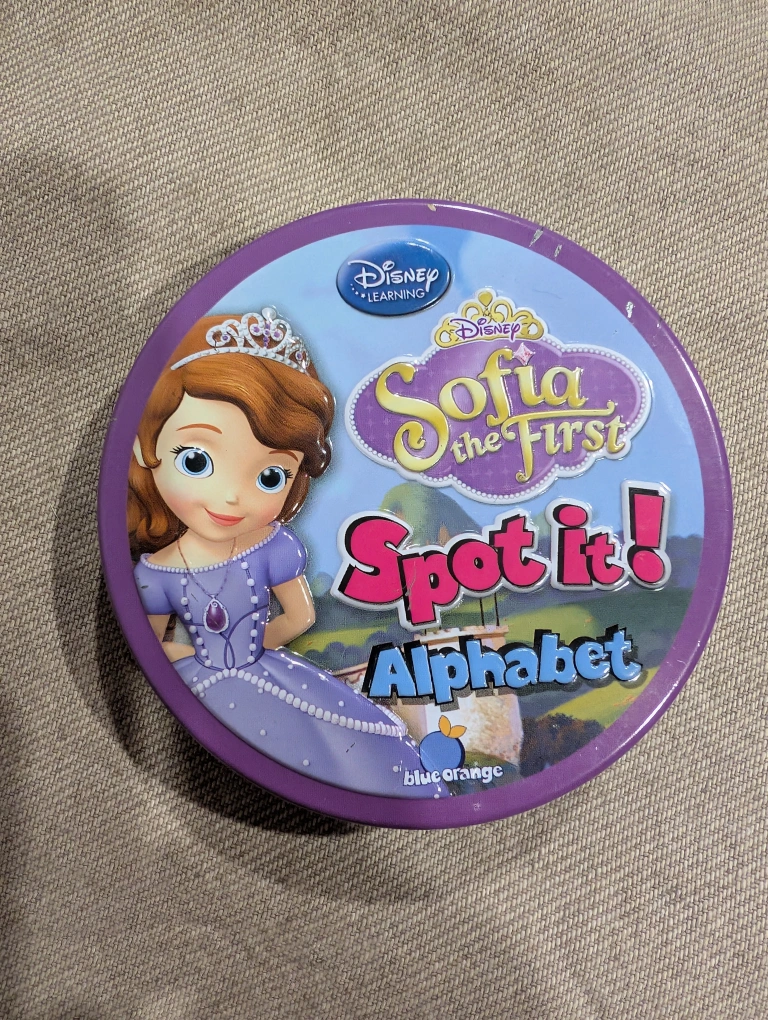 Disney
LEARNING
Disney
Sofia
the First
Spot it!
Alphabet
blue orange